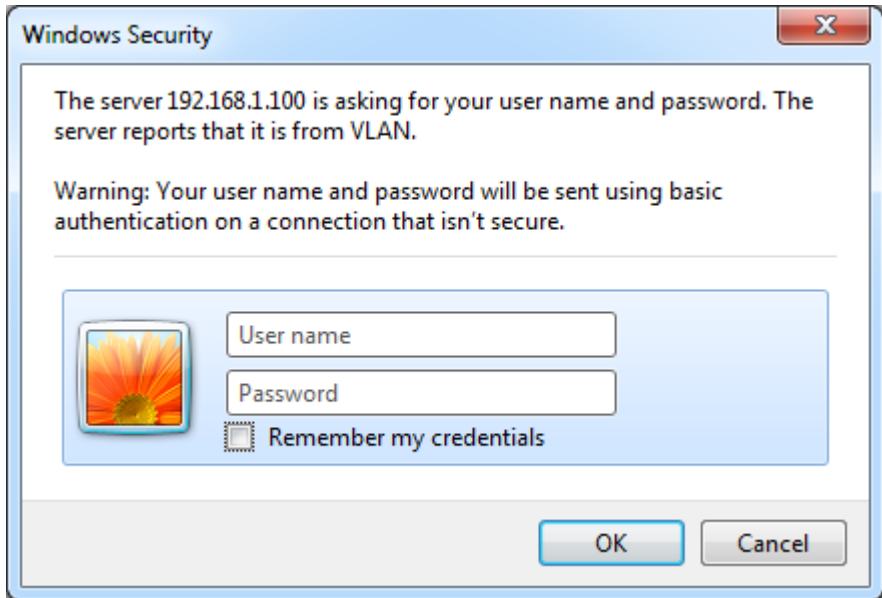 Windows Security
The server 192.168.1.100 is asking for your user name and password. The
server reports that it is from VLAN.
Warning: Your user name and password will be sent using basic
authentication on a connection that isn't secure.
User name
Password
Remember my credentials
OK
Cancel